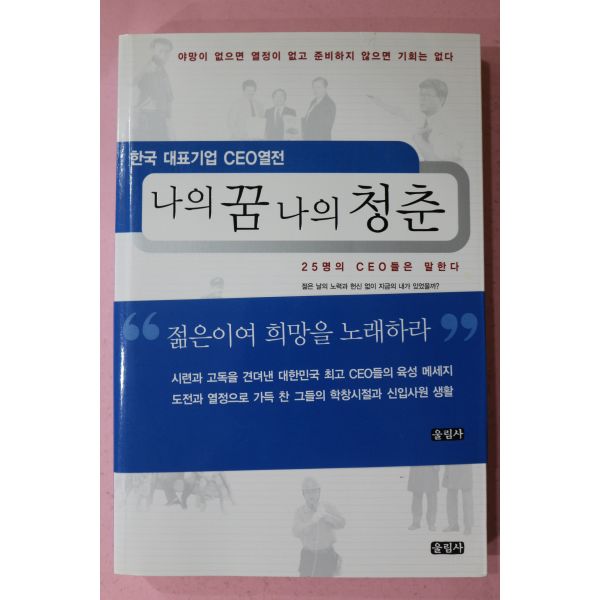 야망이 없으면 열정이 없고 준비하지 않으면 기회는 없다
한국 대표기업 CEO열전
나의 꿈 나의 청춘
25명의 CEO들은 말한다
젊은 날의 노력과 헌신 없이 지금의 내가 있었을까?
“ 젊은이여 희망을 노래하라 ”
시련과 고독을 견뎌낸 대한민국 최고 CEO들의 육성 메세지
도전과 열정으로 가득 찬 그들의 학창시절과 신입사원 생활
올림사
올림사